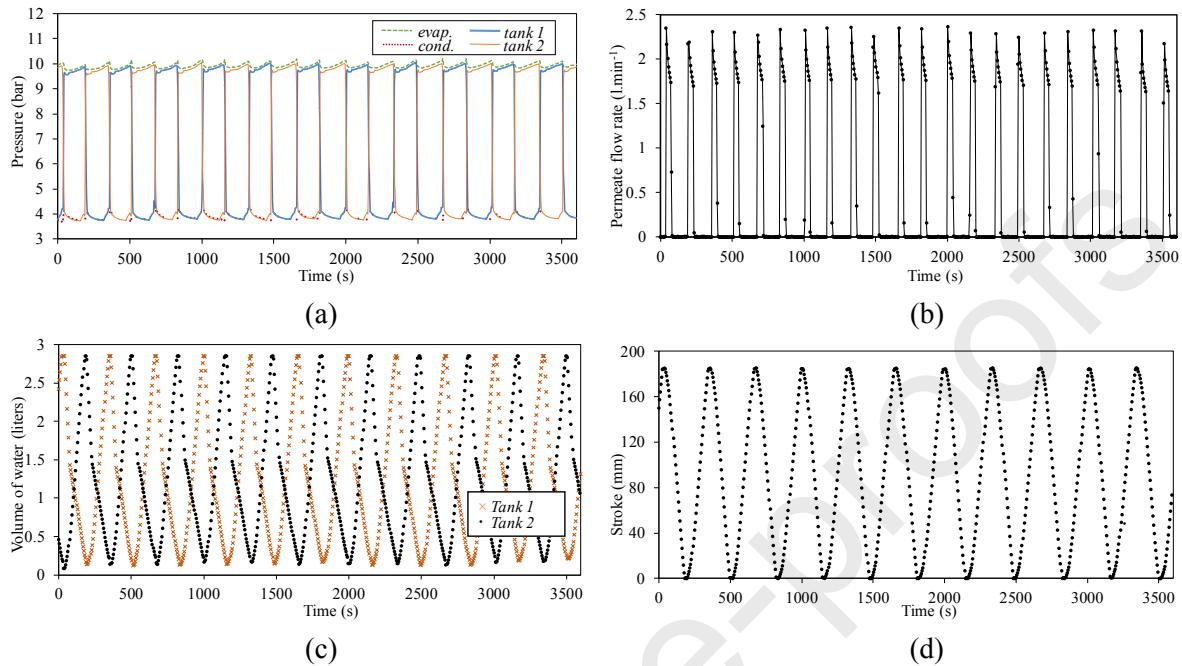 12
11
10
9
8
7
6
5
4
3
Pressure (bar)
evap. tank 1
cond. tank 2
0 500 1000 1500 2000 2500 3000 3500
Time (s)
(a)
2.5
2
1.5
1
0.5
0
Permeate flow rate (l.min⁻¹)
0 500 1000 1500 2000 2500 3000 3500
Time (s)
(b)
3
2.5
2
1.5
1
0.5
0
Volume of water (liters)
Tank 1
Tank 2
0 500 1000 1500 2000 2500 3000 3500
Time (s)
(c)
200
160
120
80
40
0
Stroke (mm)
0 500 1000 1500 2000 2500 3000 3500
Time (s)
(d)
e-proofs